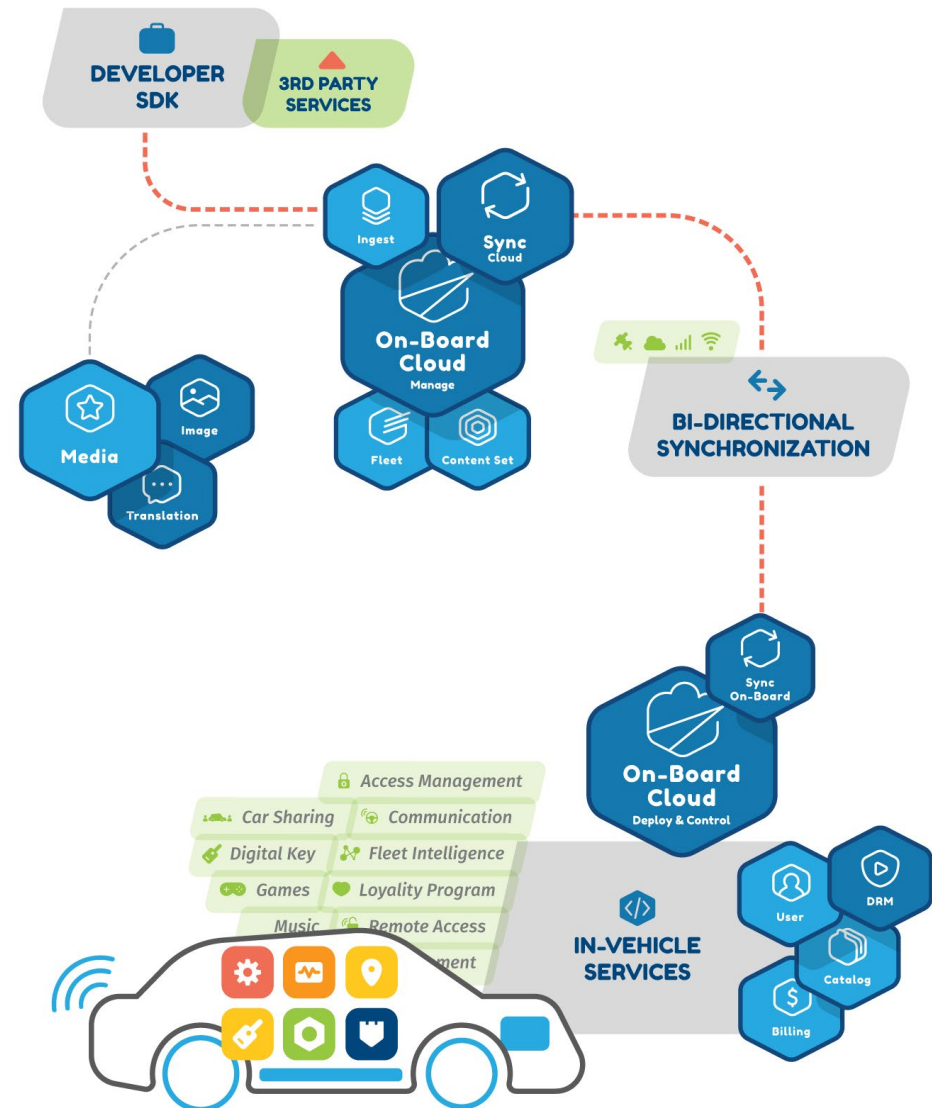 DEVELOPER
SDK
3RD PARTY
SERVICES
Ingest
Sync
Cloud
On-Board
Cloud
Manage
Fleet
Content Set
Media
Image
Translation
BI-DIRECTIONAL
SYNCHRONIZATION
Sync
On-Board
On-Board
Cloud
Deploy & Control
Access Management
Car Sharing
Communication
Digital Key
Fleet Intelligence
Games
Loyality Program
Music
Remote Access
ment
IN-VEHICLE
SERVICES
User
DRM
Catalog
Billing